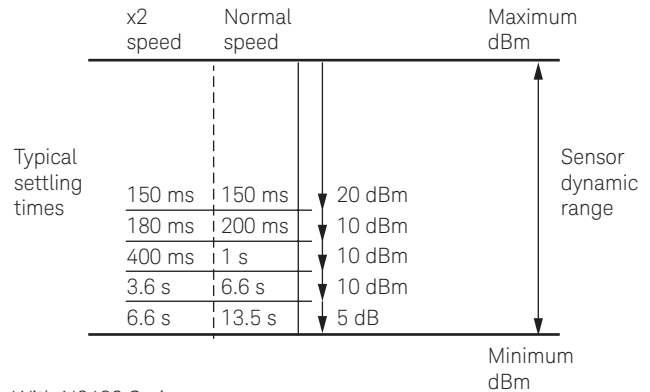 x2 speed
Normal speed
Maximum dBm
Typical settling times
Sensor dynamic range
150 ms 150 ms 20 dBm
180 ms 200 ms 10 dBm
400 ms 1 s 10 dBm
3.6 s 6.6 s 10 dBm
6.6 s 13.5 s 5 dB
Minimum dBm